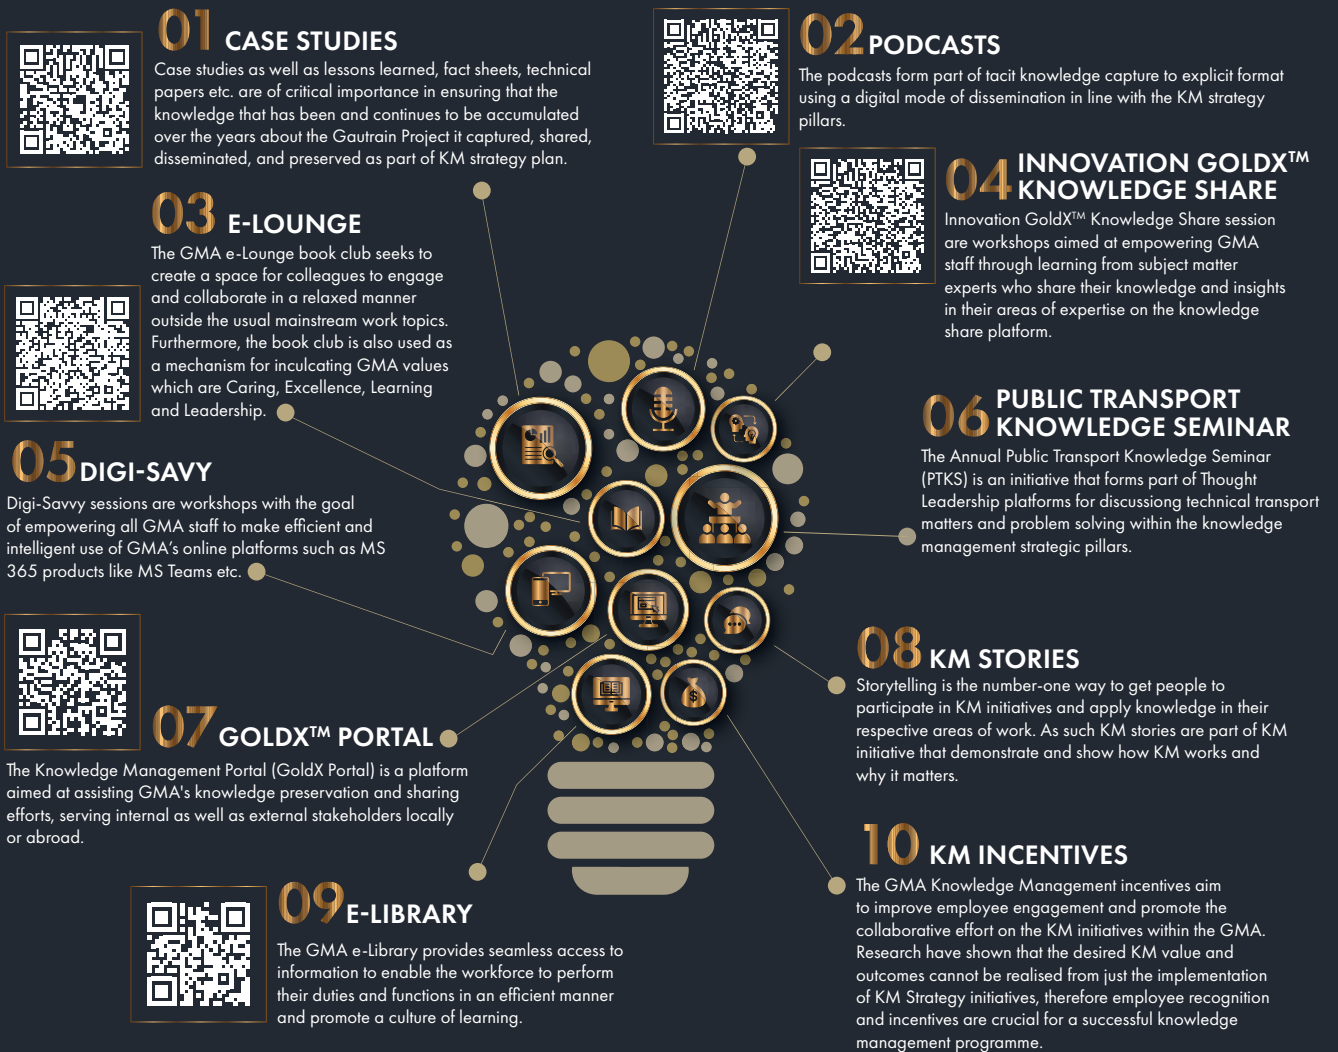 01 CASE STUDIES
Case studies as well as lessons learned, fact sheets, technical
papers etc. are of critical importance in ensuring that the
knowledge that has been and continues to be accumulated
over the years about the Gautrain Project it captured, shared,
disseminated, and preserved as part of KM strategy plan.
02 PODCASTS
The podcasts form part of tacit knowledge capture to explicit format
using a digital mode of dissemination in line with the KM strategy
pillars.
03 E-LOUNGE
The GMA e-Lounge book club seeks to
create a space for colleagues to engage
and collaborate in a relaxed manner
outside the usual mainstream work topics.
Furthermore, the book club is also used as
a mechanism for inculcating GMA values
which are Caring, Excellence, Learning
and Leadership.
04 INNOVATION GOLDX™
KNOWLEDGE SHARE
Innovation GoldX™ Knowledge Share session
are workshops aimed at empowering GMA
staff through learning from subject matter
experts who share their knowledge and insights
in their areas of expertise on the knowledge
share platform.
05 DIGI-SAVY
Digi-Savvy sessions are workshops with the goal
of empowering all GMA staff to make efficient and
intelligent use of GMA's online platforms such as MS
365 products like MS Teams etc.
06 PUBLIC TRANSPORT
KNOWLEDGE SEMINAR
The Annual Public Transport Knowledge Seminar
(PTKS) is an initiative that forms part of Thought
Leadership platforms for discussiong technical transport
matters and problem solving within the knowledge
management strategic pillars.
07 GOLDX™ PORTAL
The Knowledge Management Portal (GoldX Portal) is a platform
aimed at assisting GMA's knowledge preservation and sharing
efforts, serving internal as well as external stakeholders locally
or abroad.
08 KM STORIES
Storytelling is the number-one way to get people to
participate in KM initiatives and apply knowledge in their
respective areas of work. As such KM stories are part of KM
initiative that demonstrate and show how KM works and
why it matters.
09 E-LIBRARY
The GMA e-Library provides seamless access to
information to enable the workforce to perform
their duties and functions in an efficient manner
and promote a culture of learning.
10 KM INCENTIVES
The GMA Knowledge Management incentives aim
to improve employee engagement and promote the
collaborative effort on the KM initiatives within the GMA.
Research have shown that the desired KM value and
outcomes cannot be realised from just the implementation
of KM Strategy initiatives, therefore employee recognition
and incentives are crucial for a successful knowledge
management programme.